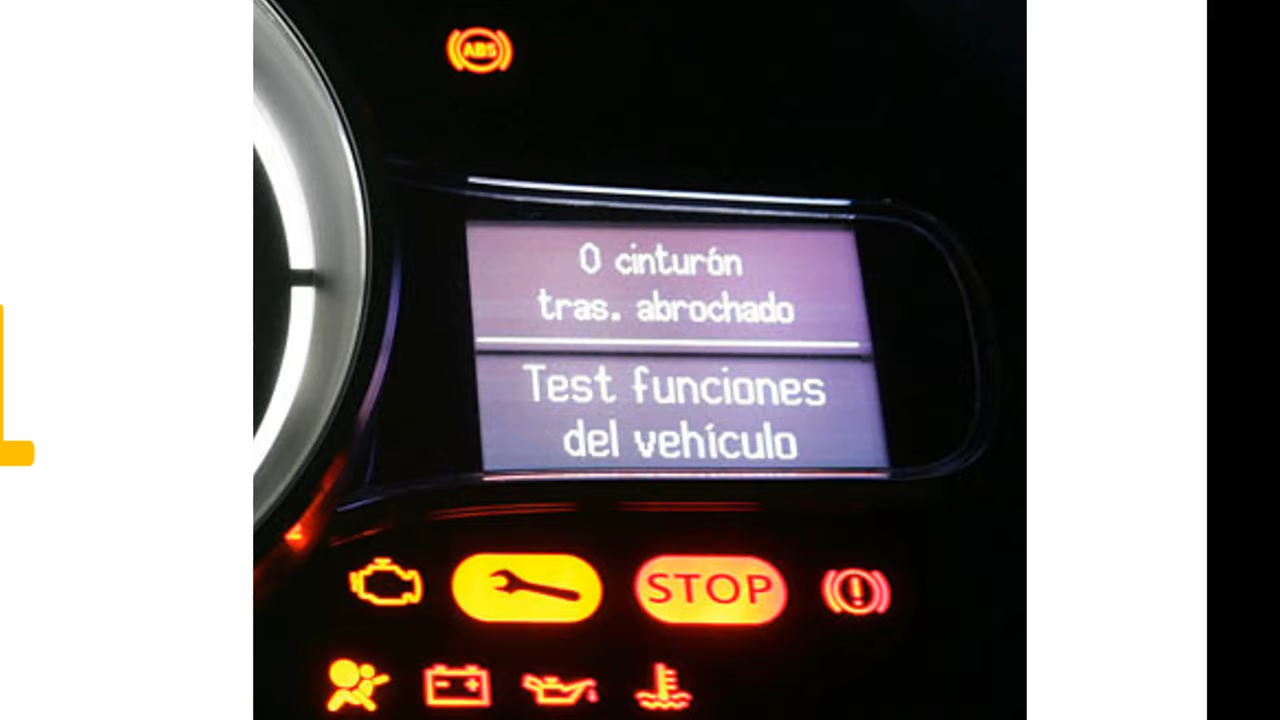 ABS
0 cinturón
tras. abrochado
Test funciones
del vehículo
STOP